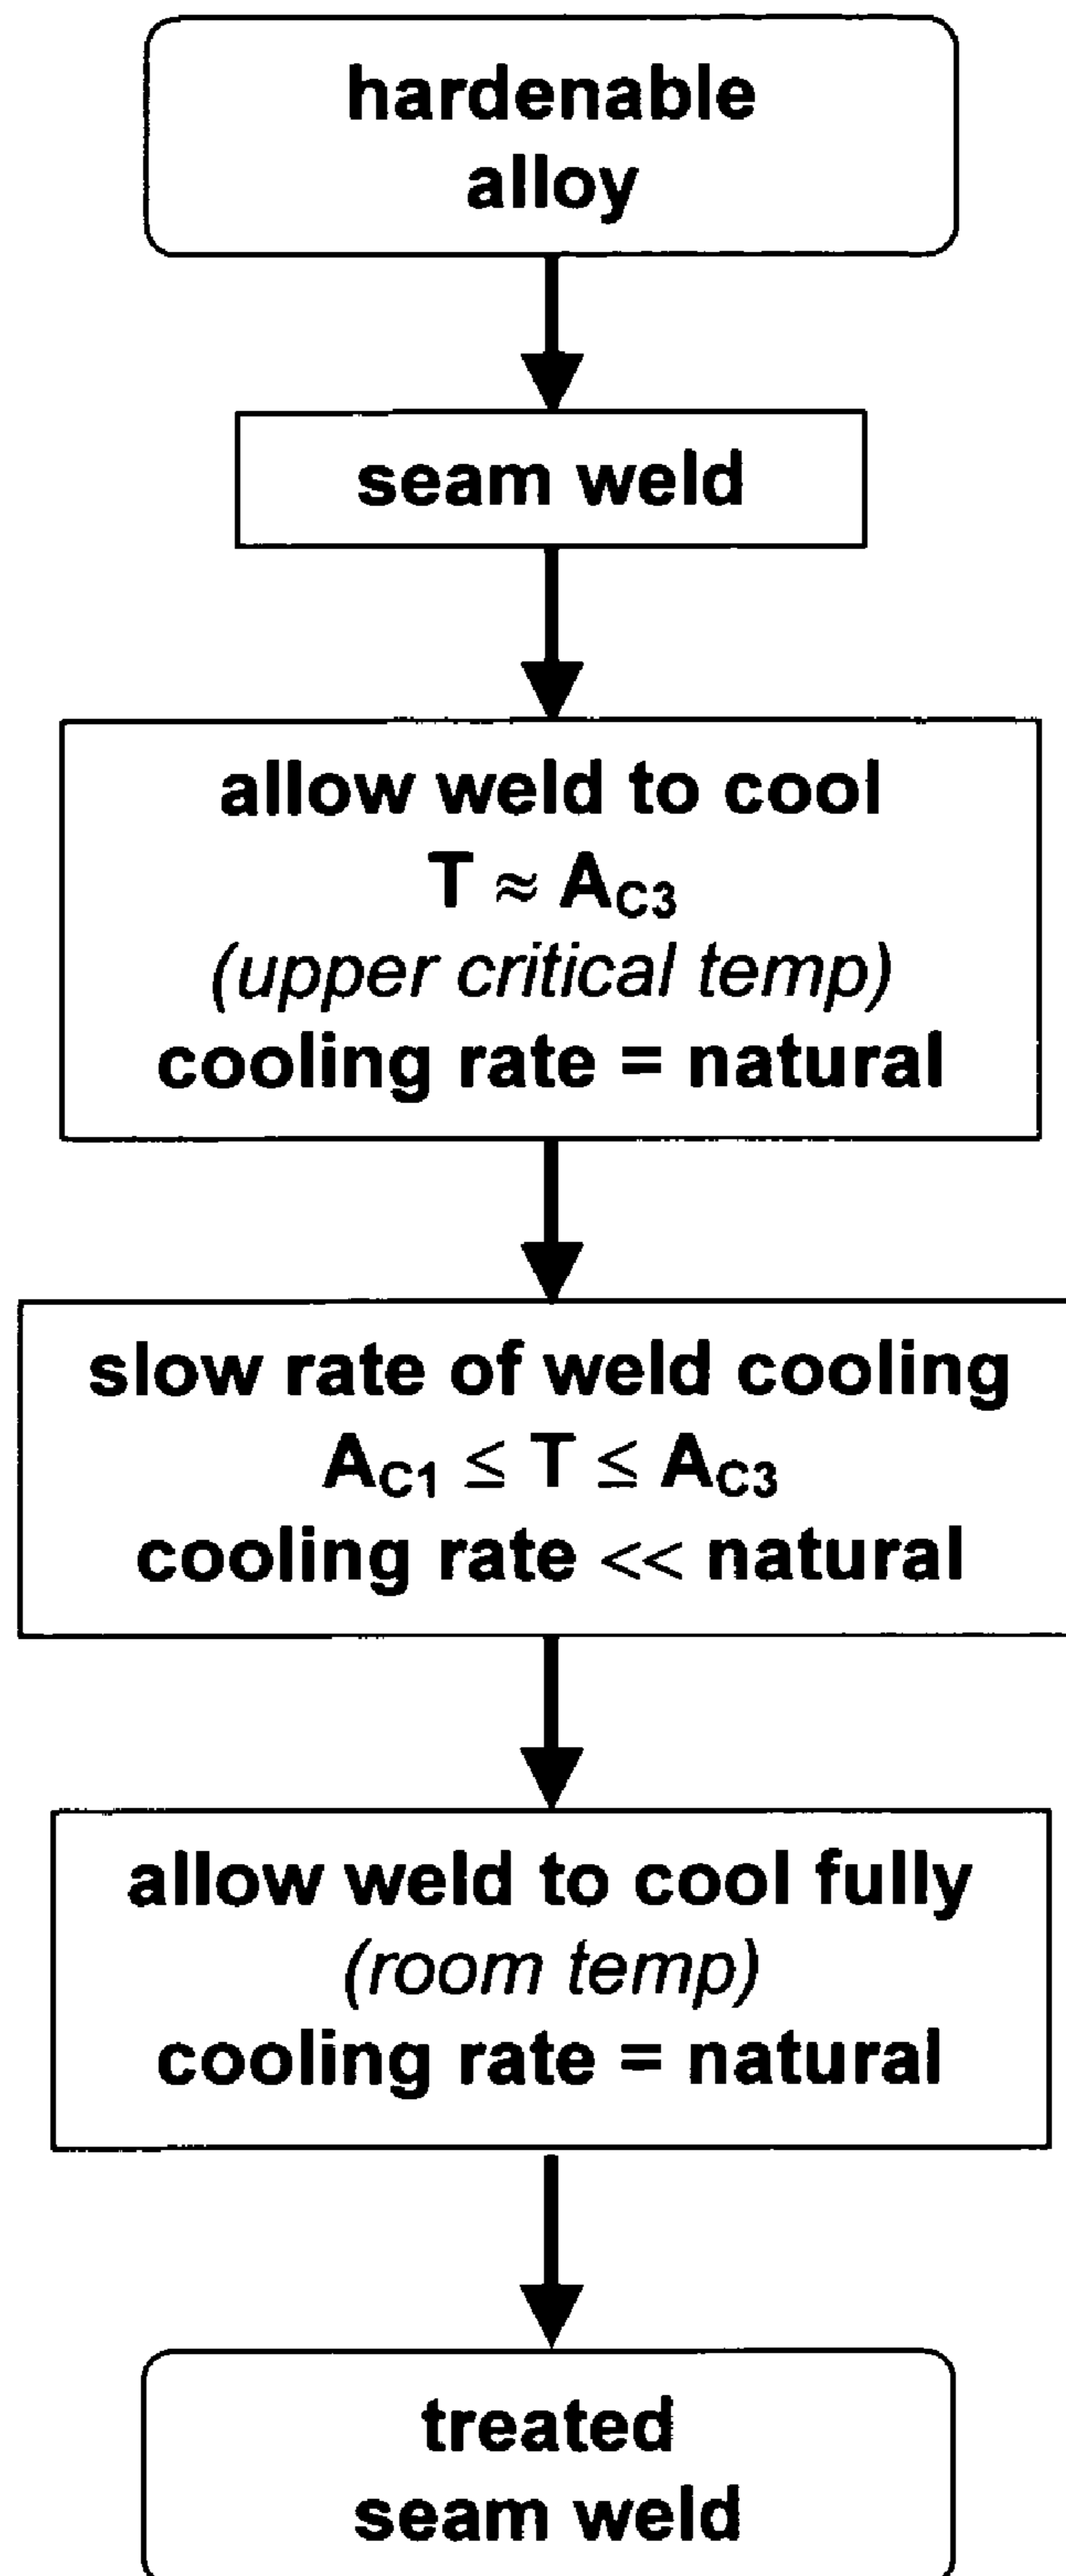 hardenable
alloy
seam weld
allow weld to cool
T ≈ AC3
(upper critical temp)
cooling rate = natural
slow rate of weld cooling
AC1 ≤ T ≤ AC3
cooling rate << natural
allow weld to cool fully
(room temp)
cooling rate = natural
treated
seam weld